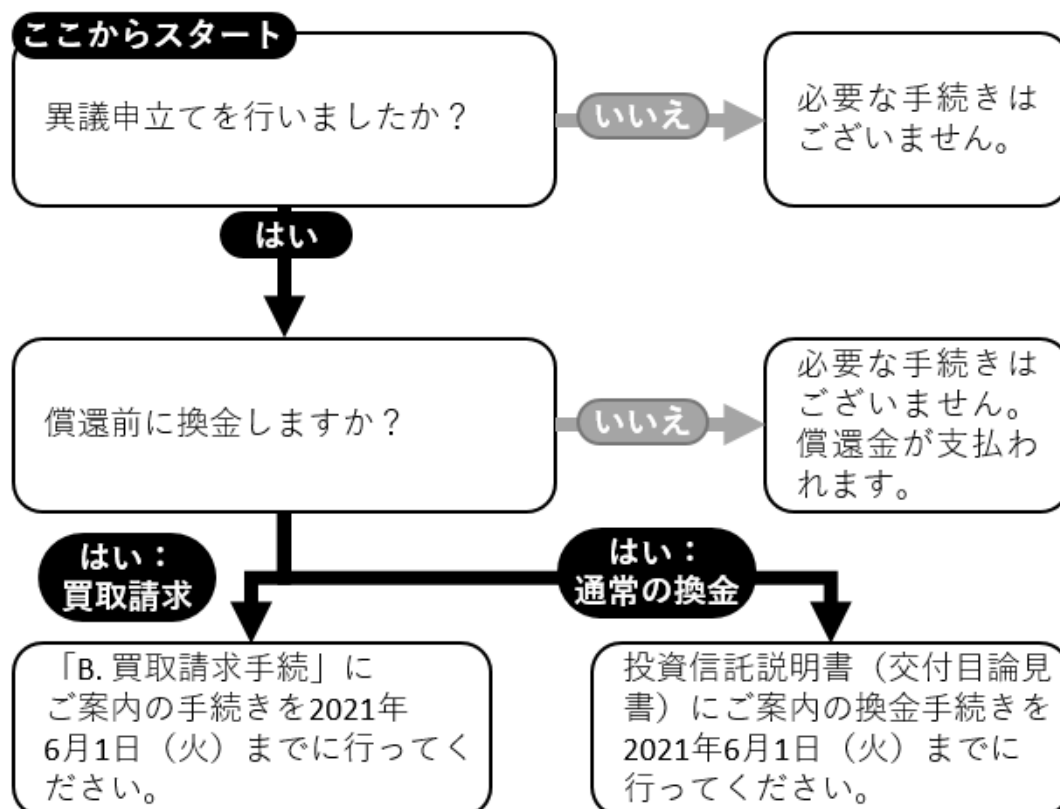 ここからスタート
異議申立てを行いましたか？
いいえ
必要な手続きは
ございません。
はい
償還前に換金しますか？
いいえ
必要な手続きは
ございません。
償還金が支払わ
れます。
はい：
買取請求
はい：
通常の換金
「B. 買取請求手続」に
ご案内の手続きを2021年
6月1日（火）までに行ってく
ださい。
投資信託説明書（交付目論見
書）にご案内の換金手続きを
2021年6月1日（火）までに
行ってください。